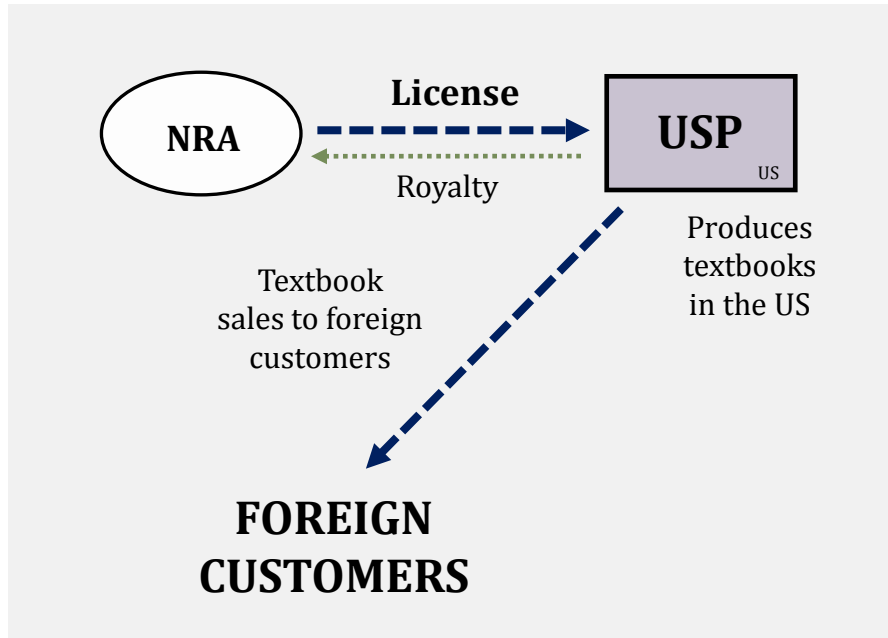 License
NRA
USP
US
Royalty
Produces
textbooks
in the US
Textbook
sales to foreign
customers
FOREIGN
CUSTOMERS